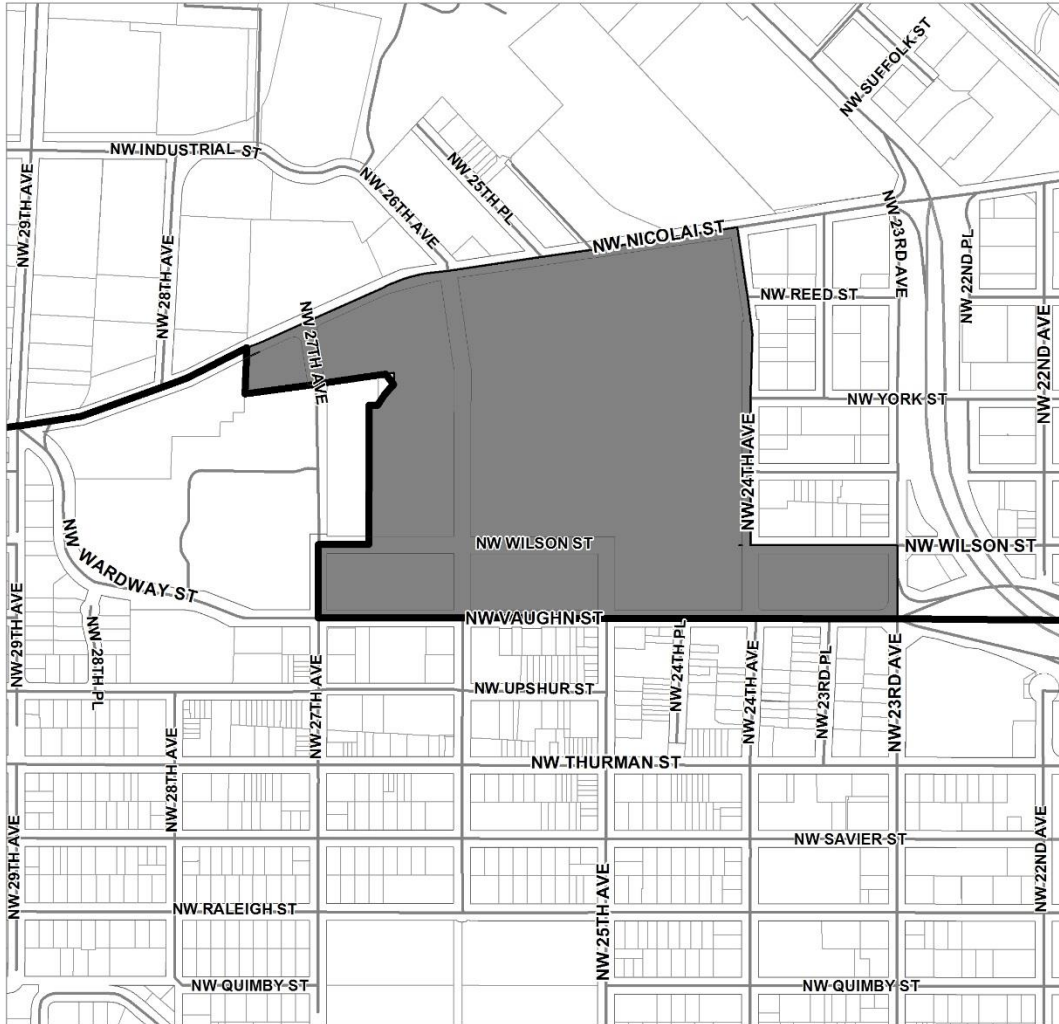 NW SUFFOLK ST
NW INDUSTRIAL ST
NW 29TH AVE
NW 28TH AVE
NW 26TH AVE
NW 25TH PL
NW NICOLAI ST
NW 23RD AVE
NW 22ND PL
NW 22ND AVE
NW REED ST
NW 27TH AVE
NW YORK ST
NW 24TH AVE
NW WARDWAY ST
NW WILSON ST
NW WILSON ST
NW VAUGHN ST
NW 29TH AVE
NW 28TH PL
NW 27TH AVE
NW UPSHUR ST
NW 24TH PL
NW 24TH AVE
NW 23RD PL
NW 23RD AVE
NW 28TH AVE
NW THURMAN ST
NW 29TH AVE
NW SAVIER ST
NW 22ND AVE
NW 25TH AVE
NW RALEIGH ST
NW QUIMBY ST
NW QUIMBY ST